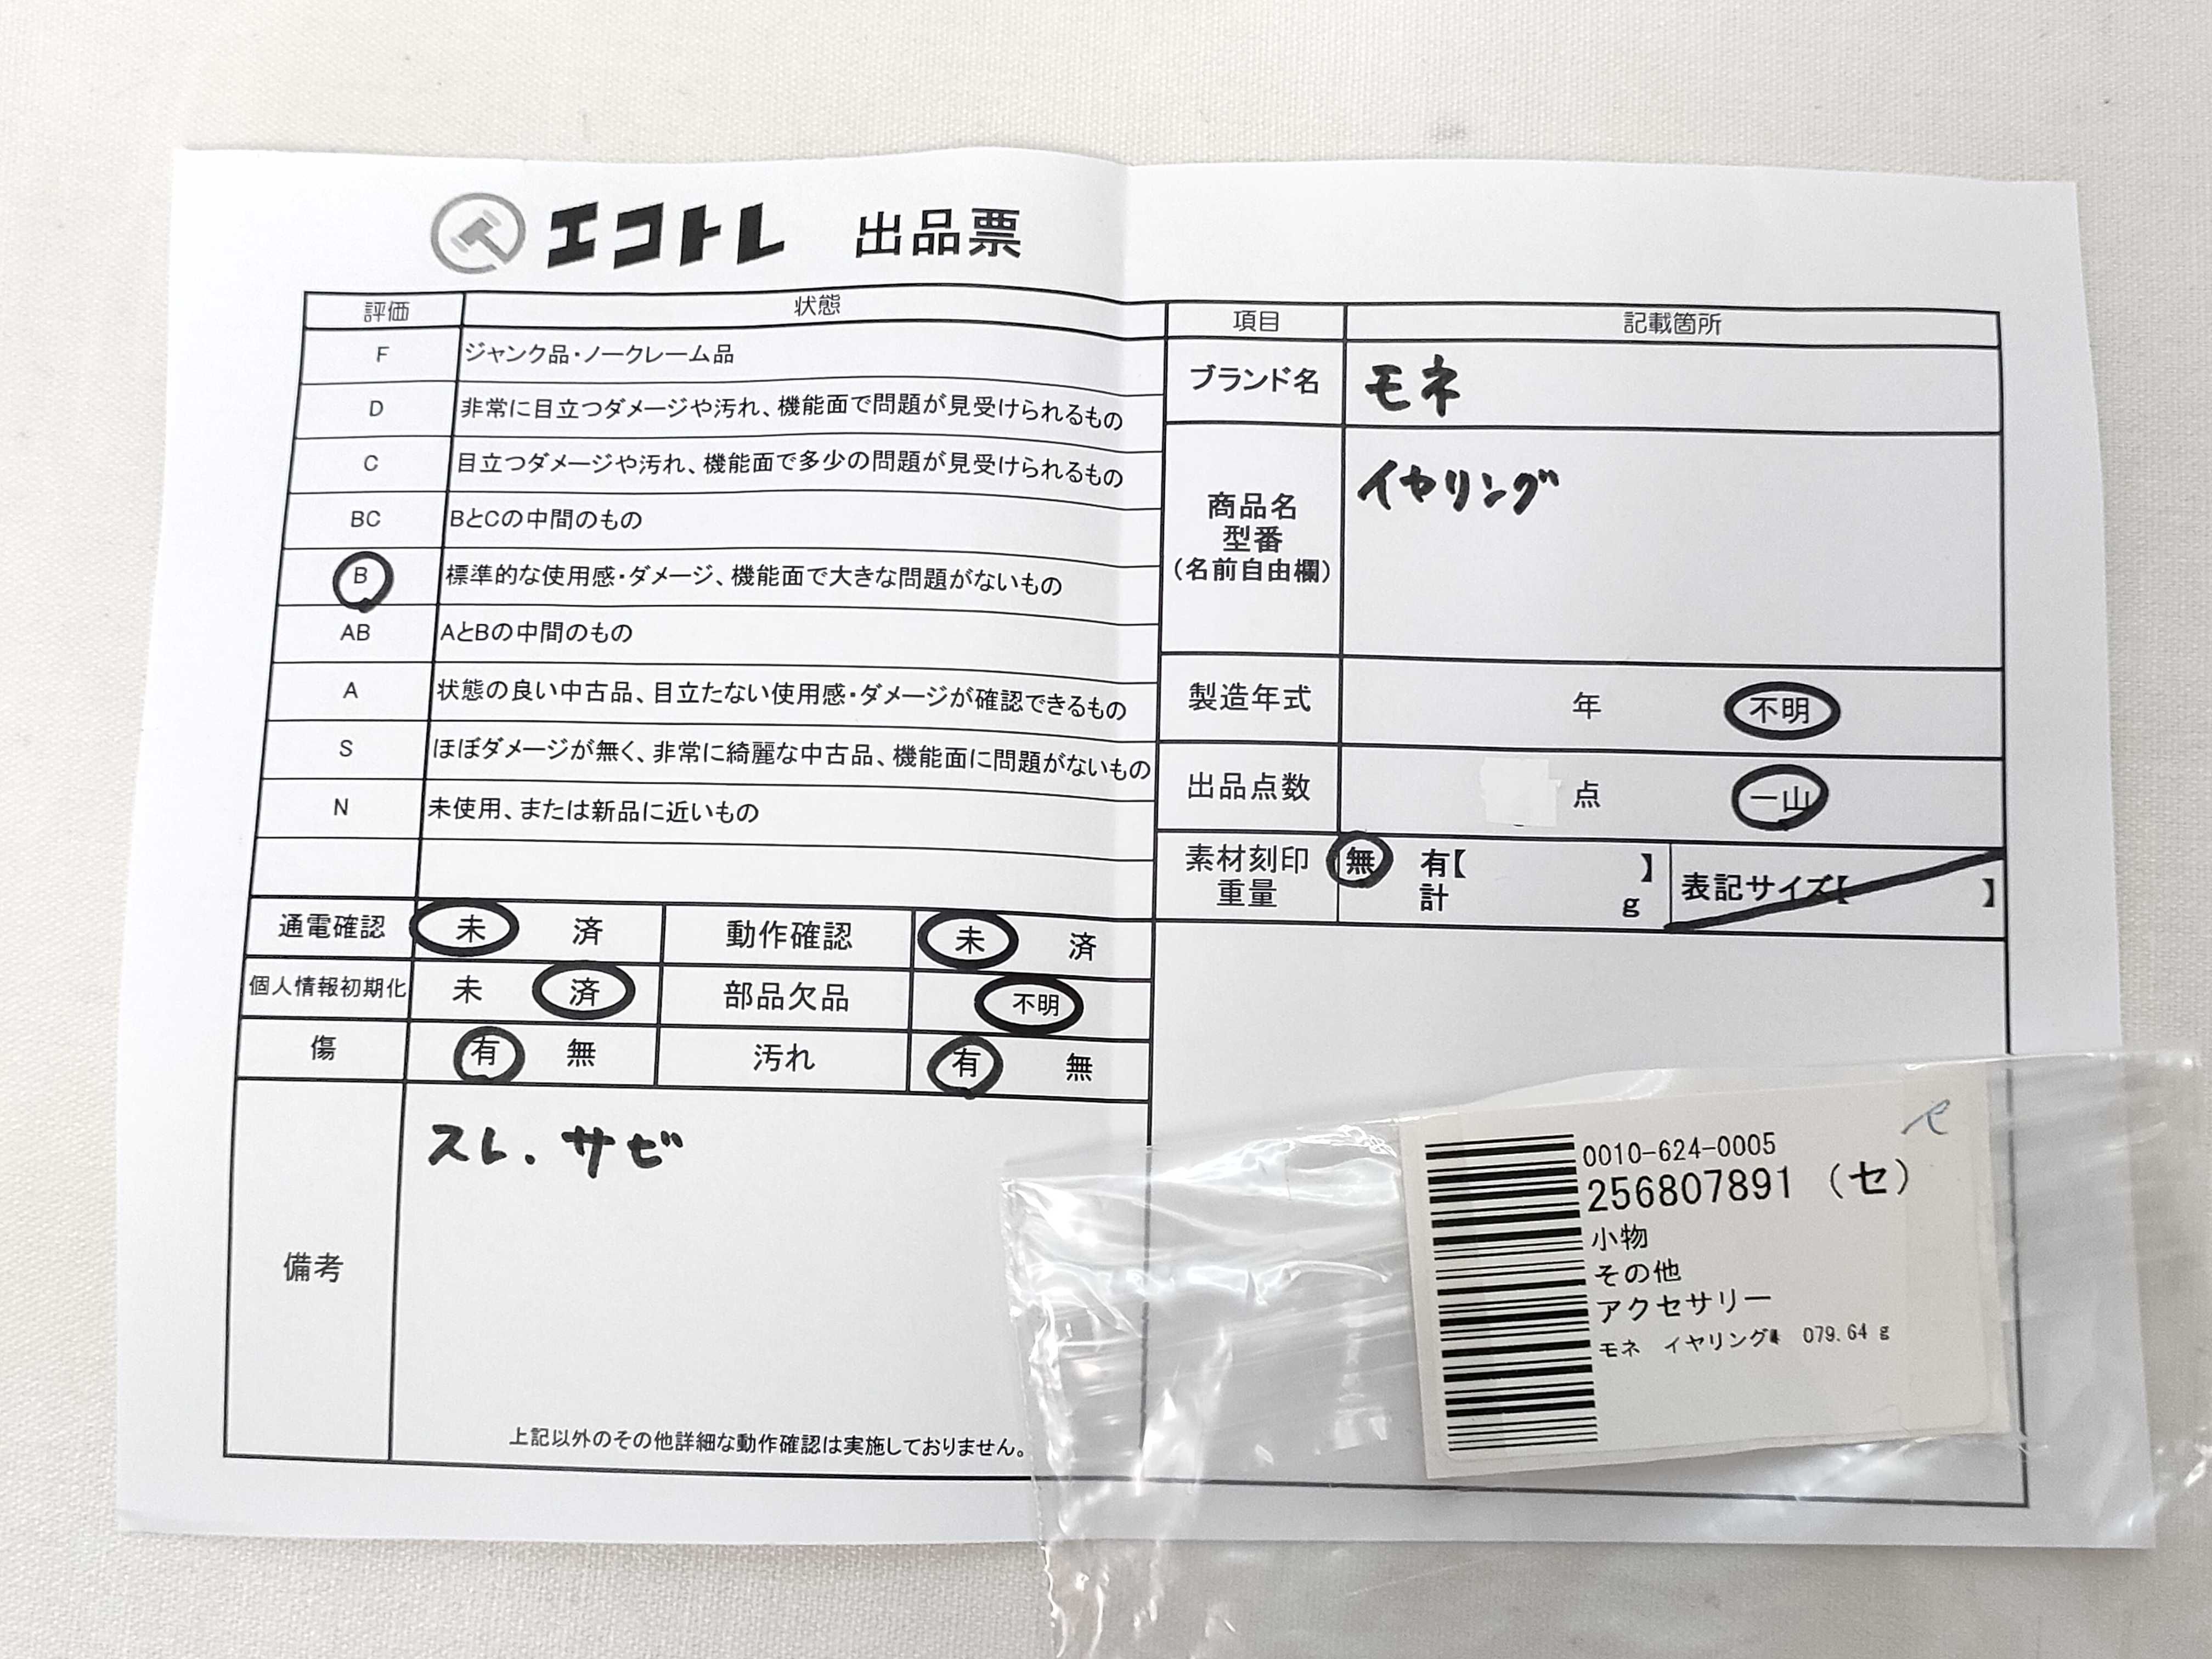 エコトレ 出品票
評価 状態
F ジャンク品・ノークレーム品
D 非常に目立つダメージや汚れ、機能面で問題が見受けられるもの
C 目立つダメージや汚れ、機能面で多少の問題が見受けられるもの
BC BとCの中間のもの
B 標準的な使用感・ダメージ、機能面で大きな問題がないもの
AB AとBの中間のもの
A 状態の良い中古品、目立たない使用感・ダメージが確認できるもの
S ほぼダメージが無く、非常に綺麗な中古品、機能面に問題がないもの
N 未使用、または新品に近いもの
通電確認 未 済 動作確認 未 済
個人情報初期化 未 済 部品欠品 不明
傷 有 無 汚れ 有 無
備考 スレ、サビ
上記以外のその他詳細な動作確認は実施しておりません。
項目 記載箇所
ブランド名 モネ
商品名 イヤリング
型番
(名前自由欄)
製造年式 年 不明
出品点数 点 一山
素材刻印 無 有【 】
重量 計 g
表記サイズ【 】
0010-624-0005
256807891 (セ)
小物
その他
アクセサリー
モネ イヤリング 079.64 g